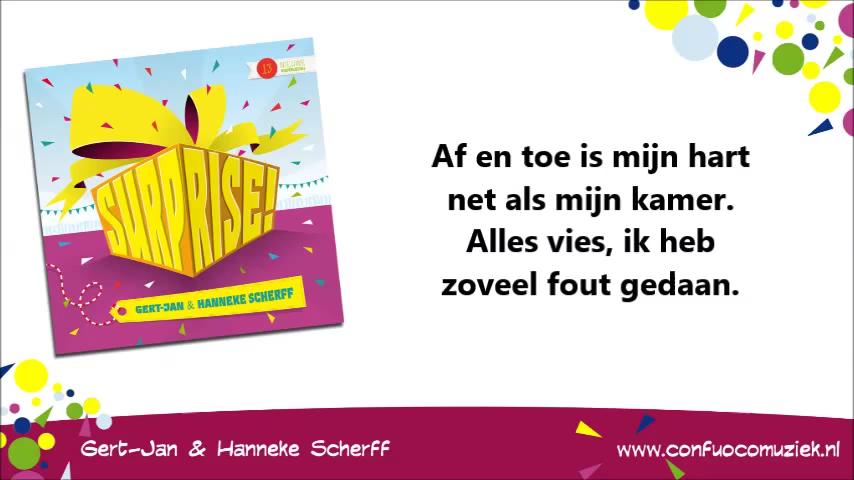 13
SURPRISE!
GERT-JAN & HANNEKE SCHERFF
Af en toe is mijn hart
net als mijn kamer.
Alles vies, ik heb
zoveel fout gedaan.
Gert-Jan & Hanneke Scherff
www.confuocomuziek.nl